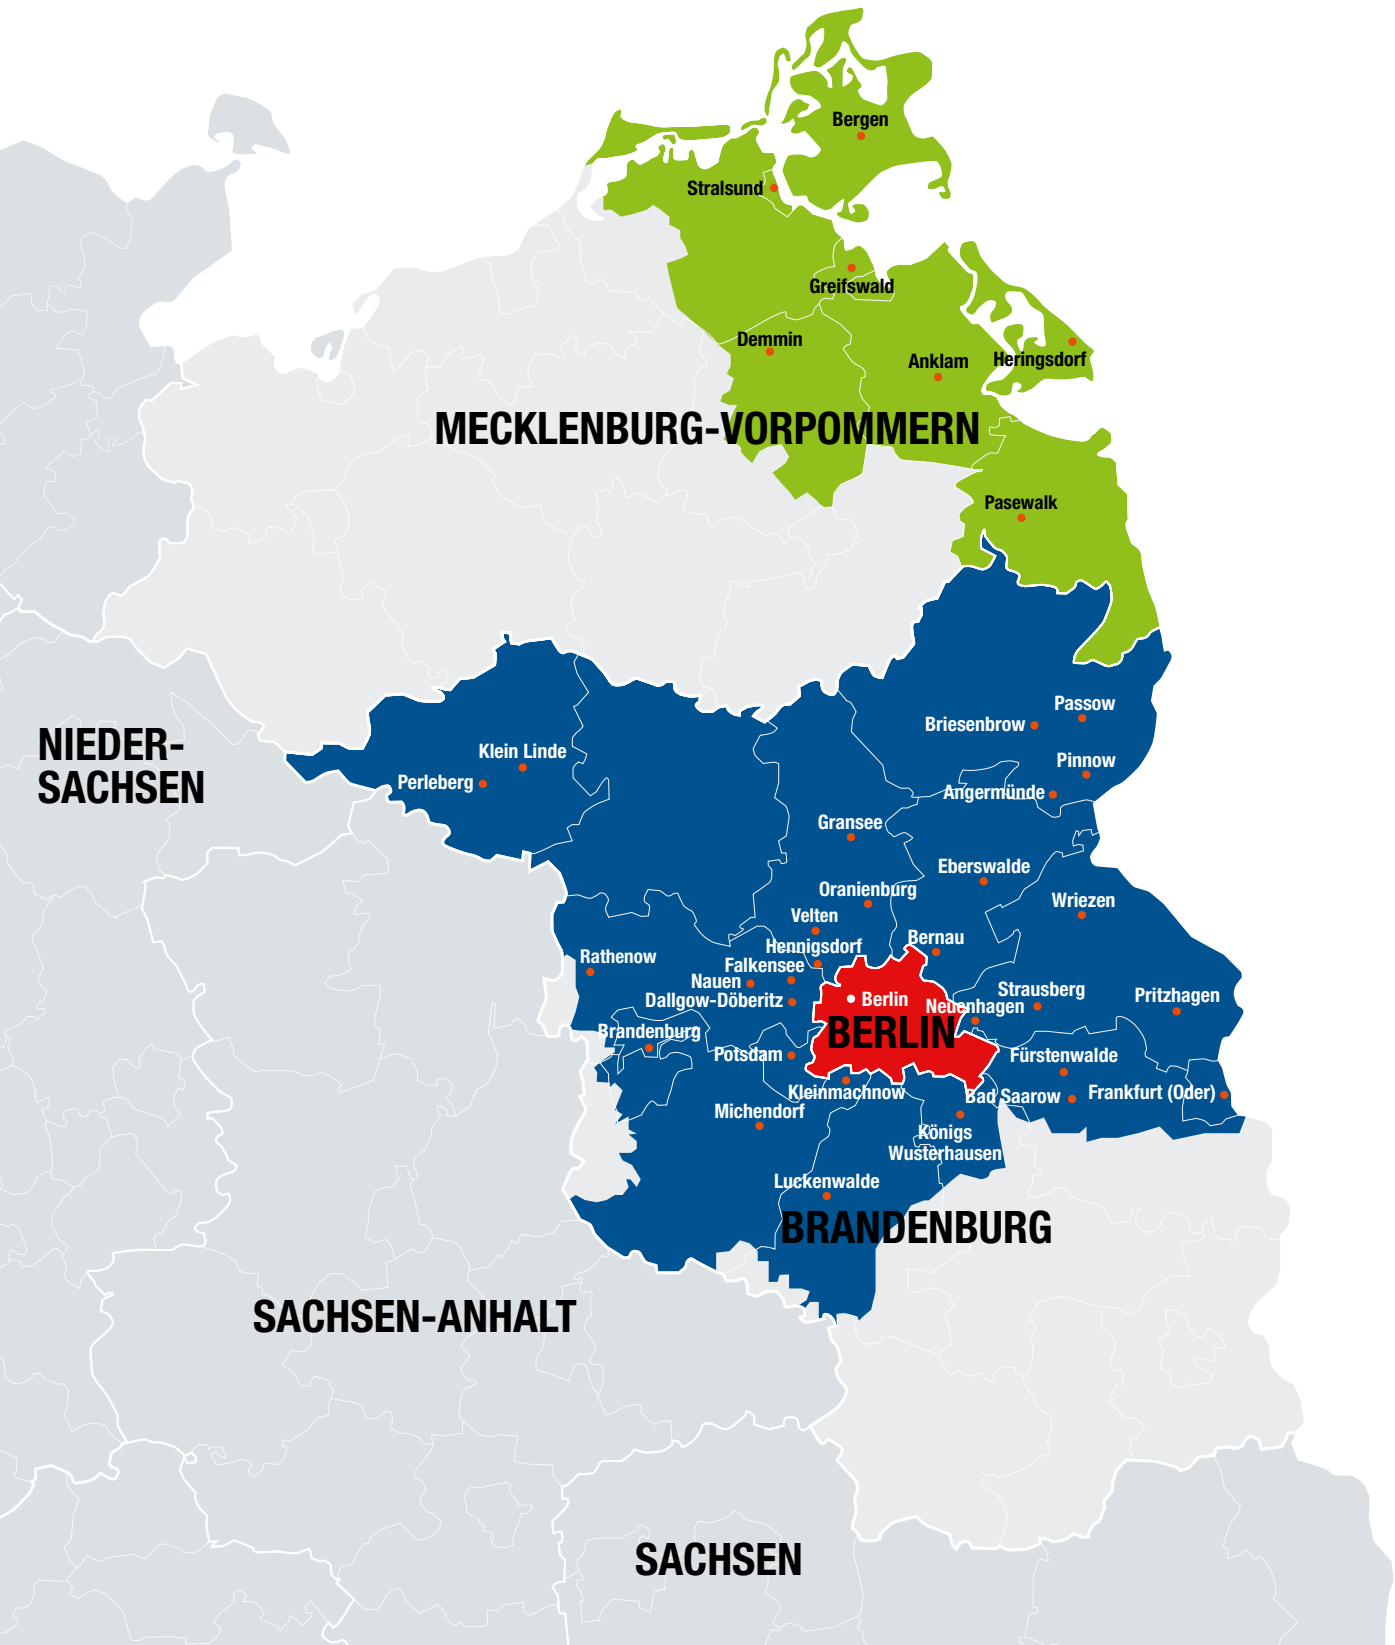 Bergen
Stralsund
Greifswald
Demmin
Anklam
Heringsdorf
MECKLENBURG-VORPOMMERN
Pasewalk
Passow
Briesenbrow
NIEDER-
SACHSEN
Klein Linde
Perleberg
Pinnow
Angermünde
Gransee
Eberswalde
Oranienburg
Wriezen
Velten
Bernau
Hennigsdorf
Rathenow
Falkensee
Nauen
Dallgow-Döberitz
Berlin
Strausberg
Pritzhagen
Neuenhagen
BERLIN
Brandenburg
Potsdam
Fürstenwalde
Kleinmachnow
Bad Saarow
Frankfurt (Oder)
Michendorf
Königs
Wusterhausen
Luckenwalde
BRANDENBURG
SACHSEN-ANHALT
SACHSEN